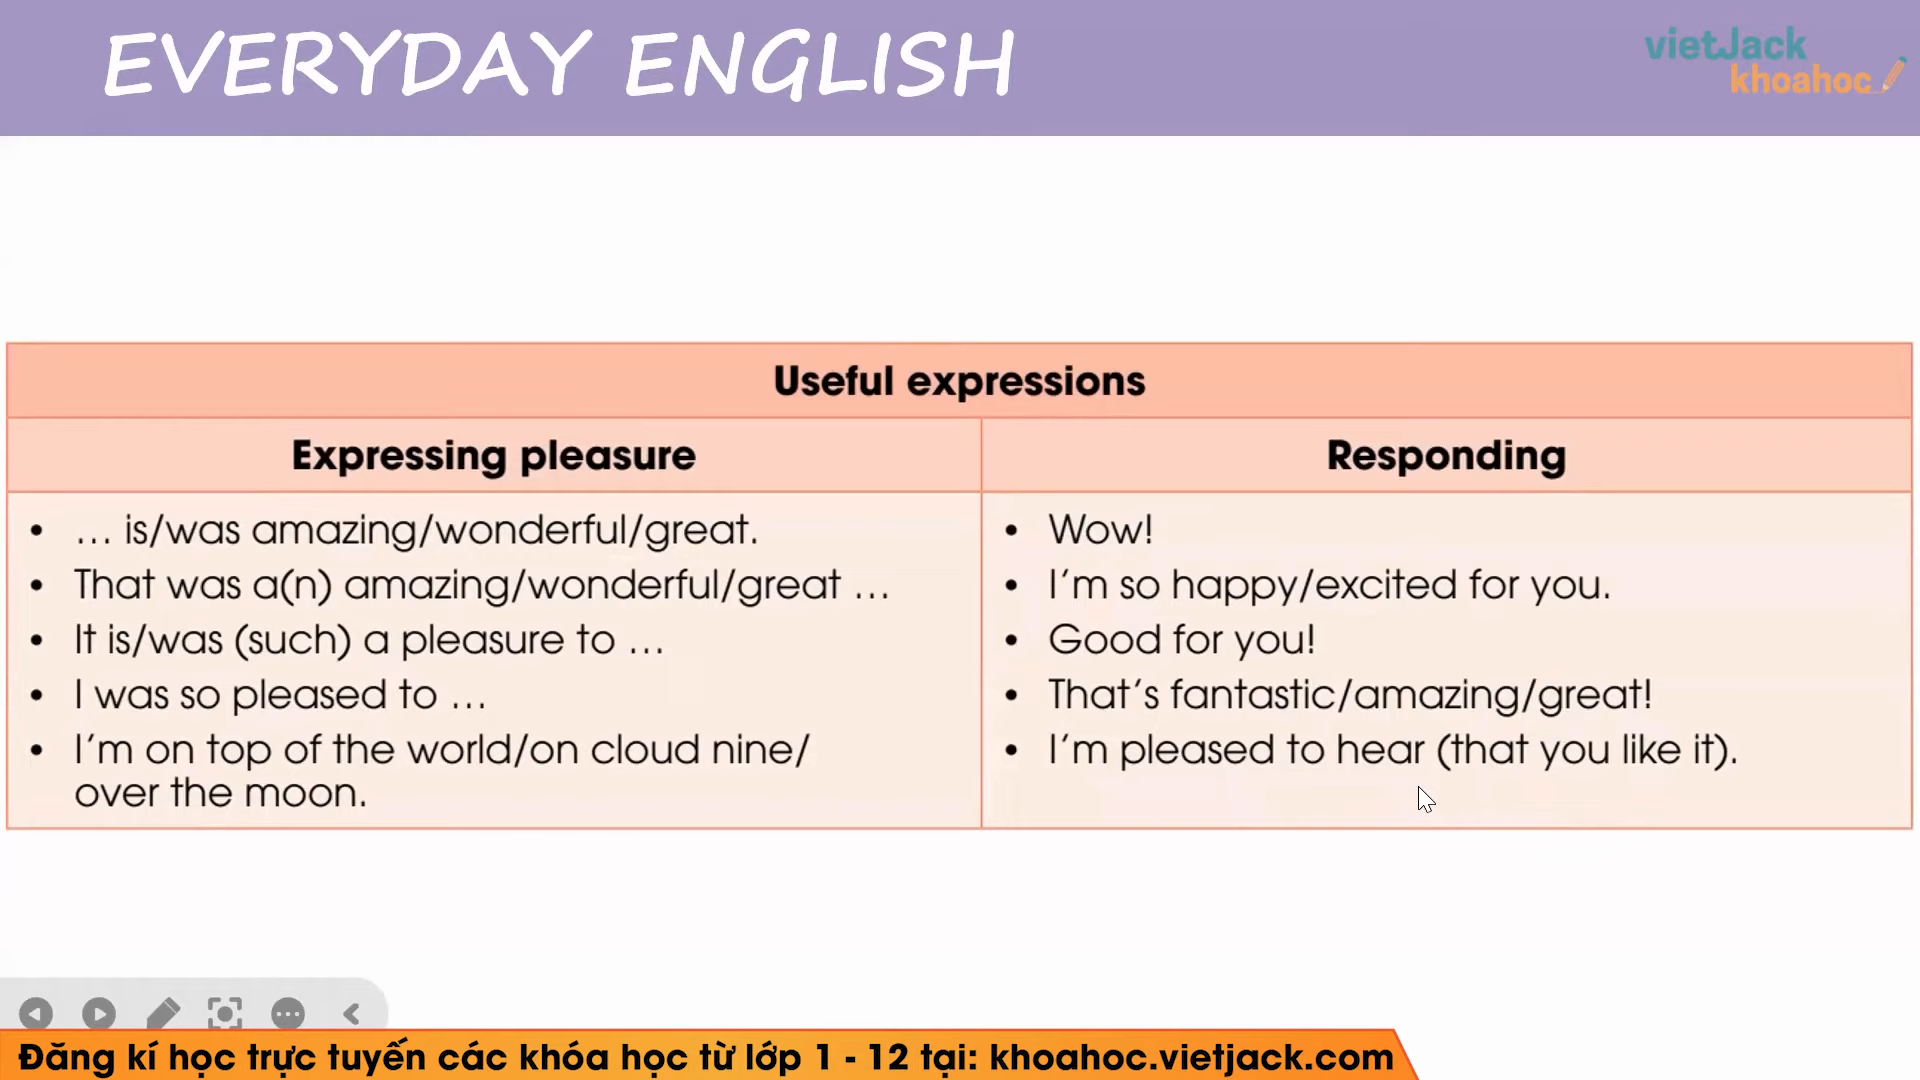 EVERYDAY ENGLISH
vietJack
khoahoc
Useful expressions
Expressing pleasure
Responding
• … is/was amazing/wonderful/great.
• That was a(n) amazing/wonderful/great …
• It is/was (such) a pleasure to …
• I was so pleased to …
• I’m on top of the world/on cloud nine/
over the moon.
• Wow!
• I’m so happy/excited for you.
• Good for you!
• That’s fantastic/amazing/great!
• I’m pleased to hear (that you like it).
Đăng kí học trực tuyến các khóa học từ lớp 1 - 12 tại: khoahoc.vietjack.com